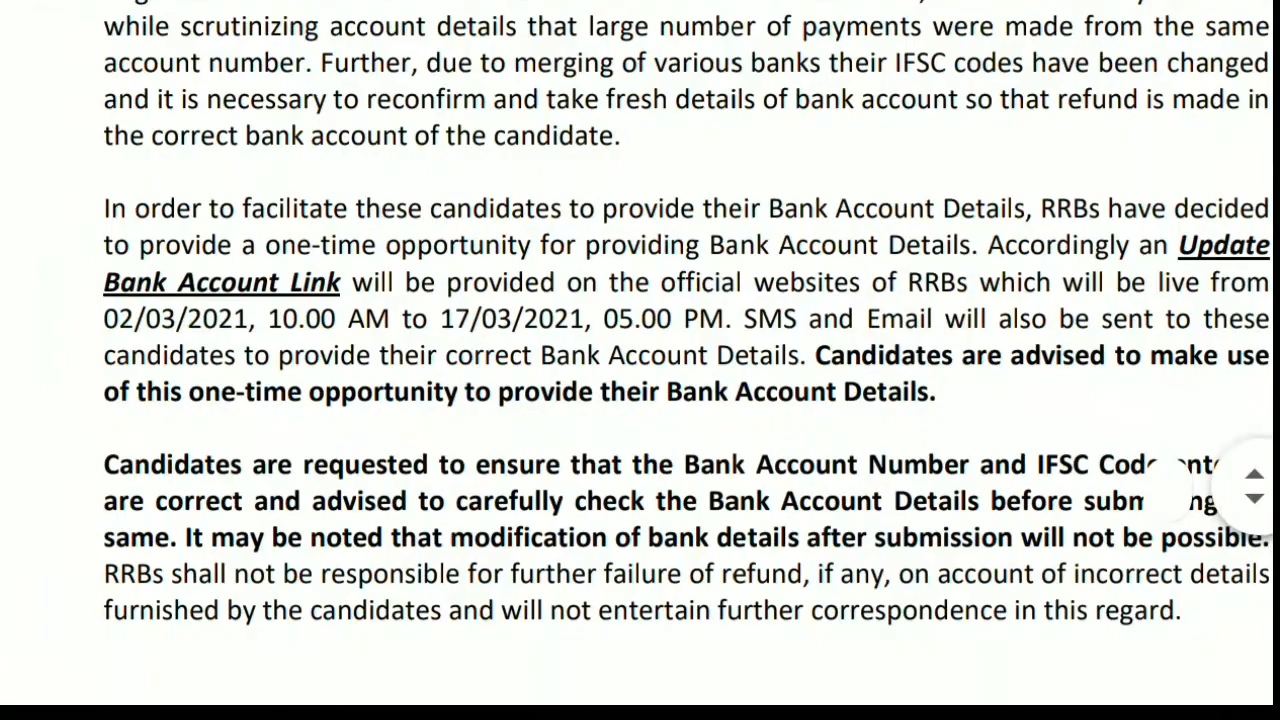 while scrutinizing account details that large number of payments were made from the same
account number. Further, due to merging of various banks their IFSC codes have been changed
and it is necessary to reconfirm and take fresh details of bank account so that refund is made in
the correct bank account of the candidate.
In order to facilitate these candidates to provide their Bank Account Details, RRBs have decided
to provide a one-time opportunity for providing Bank Account Details. Accordingly an Update
Bank Account Link will be provided on the official websites of RRBs which will be live from
02/03/2021, 10.00 AM to 17/03/2021, 05.00 PM. SMS and Email will also be sent to these
candidates to provide their correct Bank Account Details. Candidates are advised to make use
of this one-time opportunity to provide their Bank Account Details.
Candidates are requested to ensure that the Bank Account Number and IFSC
are correct and advised to carefully check the Bank Account Details before
same. It may be noted that modification of bank details after submission will not be possible.
RRBs shall not be responsible for further failure of refund, if any, on account of incorrect details
furnished by the candidates and will not entertain further correspondence in this regard.